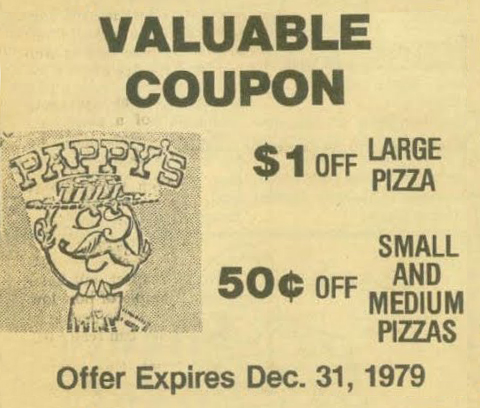 VALUABLE
COUPON
PAPPY'S
$1 OFF LARGE
PIZZA
50¢ OFF SMALL
AND
MEDIUM
PIZZAS
Offer Expires Dec. 31, 1979